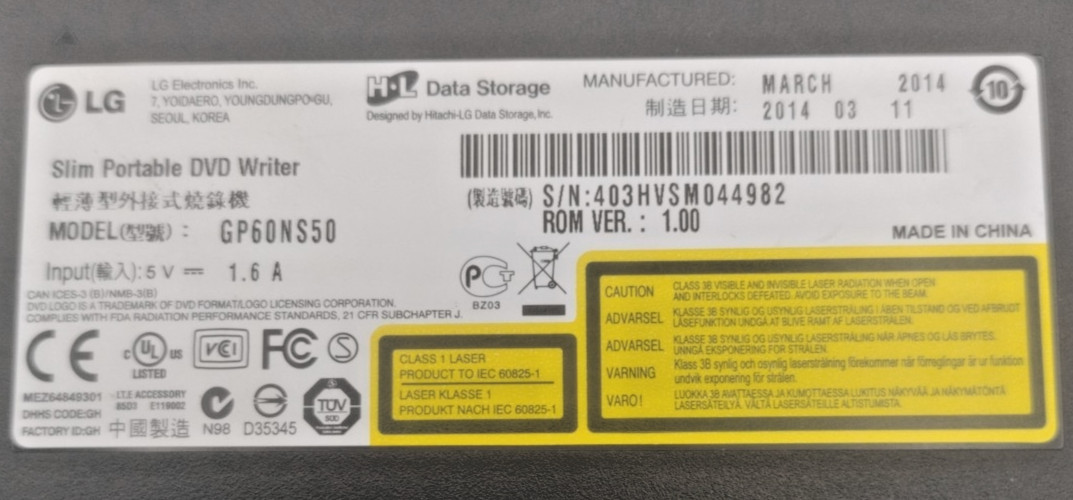 LG
LG Electronics Inc.
7, YOIDAERO, YOUNGDUNGPO-GU,
SEOUL, KOREA
H·L Data Storage
Designed by Hitachi-LG Data Storage, Inc.
MANUFACTURED: MARCH 2014
制造日期: 2014 03 11
10
Slim Portable DVD Writer
輕薄型外接式燒錄機
MODEL(型號) : GP60NS50
Input(輸入): 5 V 1.6 A
(製造號碼) S/N:403HVSM044982
ROM VER. : 1.00
MADE IN CHINA
CAN ICES-3 (B)/NMB-3(B)
DVD LOGO IS A TRADEMARK OF DVD FORMAT/LOGO LICENSING CORPORATION.
COMPLIES WITH FDA RADIATION PERFORMANCE STANDARDS, 21 CFR SUBCHAPTER J.
BZ03
CE
c UL us
LISTED
VCI
FC
S
MEZ64849301
I.T.E ACCESSORY
DHHS CODE:GH
E119002
FACTORY ID:GH
中國製造
N98
D35345
TÜV
CLASS 1 LASER
PRODUCT TO IEC 60825-1
LASER KLASSE 1
PRODUKT NACH IEC 60825-1
CAUTION CLASS 3B VISIBLE AND INVISIBLE LASER RADIATION WHEN OPEN
AND INTERLOCKS DEFEATED. AVOID EXPOSURE TO THE BEAM.
ADVARSEL KLASSE 3B SYNLIG OG USYNLIG LASERSTRÅLING I ÅBEN TILSTAND OG VED AFBRUDT
LÅSEFUNKTION UNDGÅ AT BLIVE RAMT AF LASERSTRÅLEN.
ADVARSEL KLASSE 3B SYNLIG OG USYNLIG LASERSTRÅLING NÅR ÅPNES OG LÅS BRYTES.
UNNGÅ EKSPONERING FOR STRÅLEN.
VARNING Klass 3B synlig och osynlig laserstrålning förekommer när förreglingar är ur funktion
undvik exponering för strålen.
VARO! LUOKKA 3B AVATTAESSA JA KUMOTTAESSA LUKITUS NÄKYVÄÄ JA NÄKYMÄTÖNTÄ
LASERSÄTEILYÄ. VÄLTÄ LASERSÄTEILLE ALTISTUMISTA.